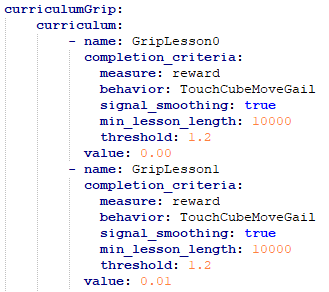 curriculumGrip:
curriculum:
- name: GripLesson0
completion_criteria:
measure: reward
behavior: TouchCubeMoveGail
signal_smoothing: true
min_lesson_length: 10000
threshold: 1.2
value: 0.00
- name: GripLesson1
completion_criteria:
measure: reward
behavior: TouchCubeMoveGail
signal_smoothing: true
min_lesson_length: 10000
threshold: 1.2
value: 0.01